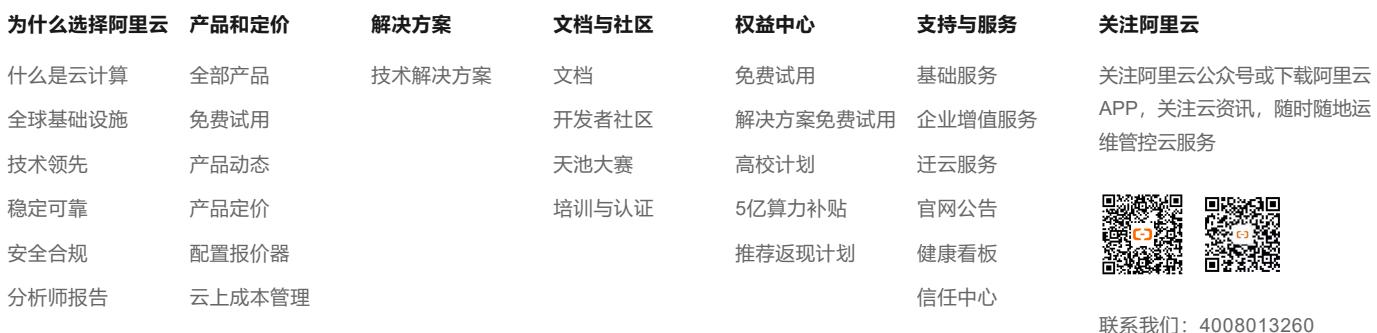 为什么选择阿里云
什么是云计算
全球基础设施
技术领先
稳定可靠
安全合规
分析师报告
产品和定价
全部产品
免费试用
产品动态
产品定价
配置报价器
云上成本管理
解决方案
技术解决方案
文档与社区
文档
开发者社区
天池大赛
培训与认证
权益中心
免费试用
解决方案免费试用
高校计划
5亿算力补贴
推荐返现计划
支持与服务
基础服务
企业增值服务
迁云服务
官网公告
健康看板
信任中心
关注阿里云
关注阿里云公众号或下载阿里云
APP，关注云资讯，随时随地运
维管控云服务
联系我们：4008013260